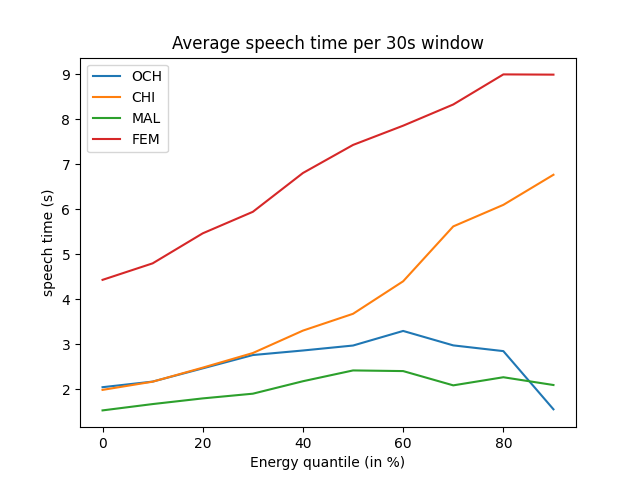 Average speech time per 30s window
OCH
CHI
MAL
FEM
9
8
7
6
5
4
3
2
speech time (s)
0
20
40
60
80
Energy quantile (in %)